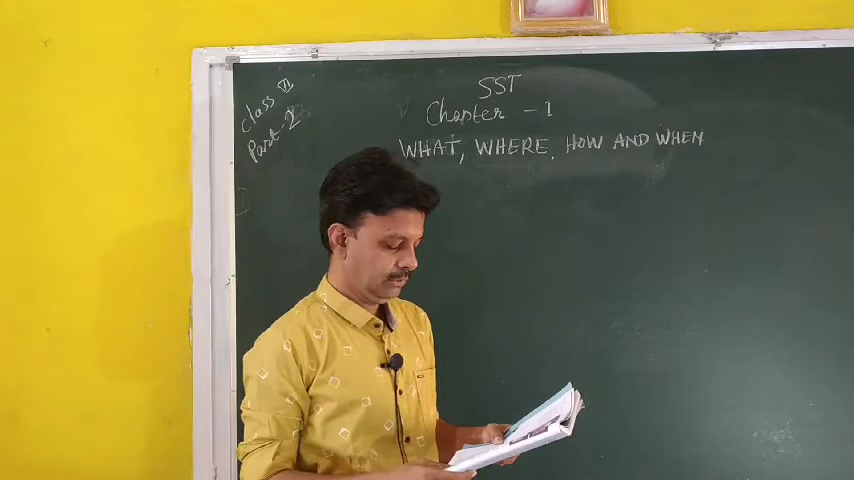 class VI
Part-2
SST
Chapter - 1
WHAT, WHERE, HOW AND WHEN